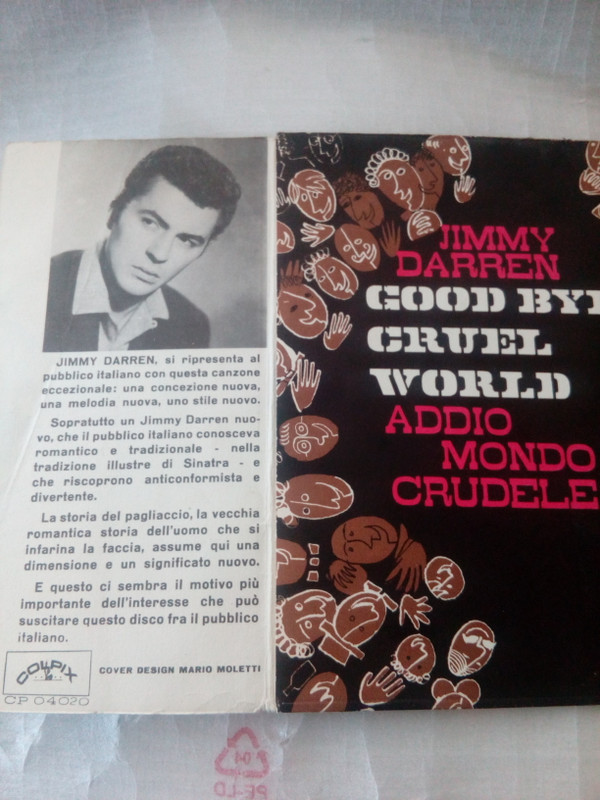 JIMMY DARREN, si ripresenta al
pubblico italiano con questa canzone
eccezionale: una concezione nuova,
una melodia nuova, uno stile nuovo.
Sopratutto un Jimmy Darren nuo-
vo, che il pubblico italiano conosceva
romantico e tradizionale - nella
tradizione illustre di Sinatra - e
che riscoprono anticonformista e
divertente.
La storia del pagliaccio, la vecchia
romantica storia dell'uomo che si
infarina la faccia, assume qui una
dimensione e un significato nuovo.
E questo ci sembra il motivo più
importante dell'interesse che può
suscitare questo disco fra il pubblico
italiano.
COLPIX
CP 04020
COVER DESIGN MARIO MOLETTI
JIMMY
DARREN
GOOD BYE
CRUEL
WORLD
ADDIO
MONDO
CRUDELE
04
PE-LD